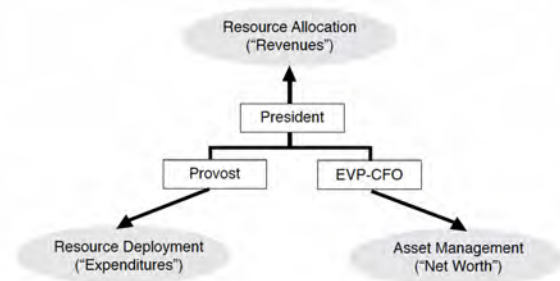 Resource Allocation
("Revenues")
President
Provost
EVP-CFO
Resource Deployment
("Expenditures")
Asset Management
("Net Worth")